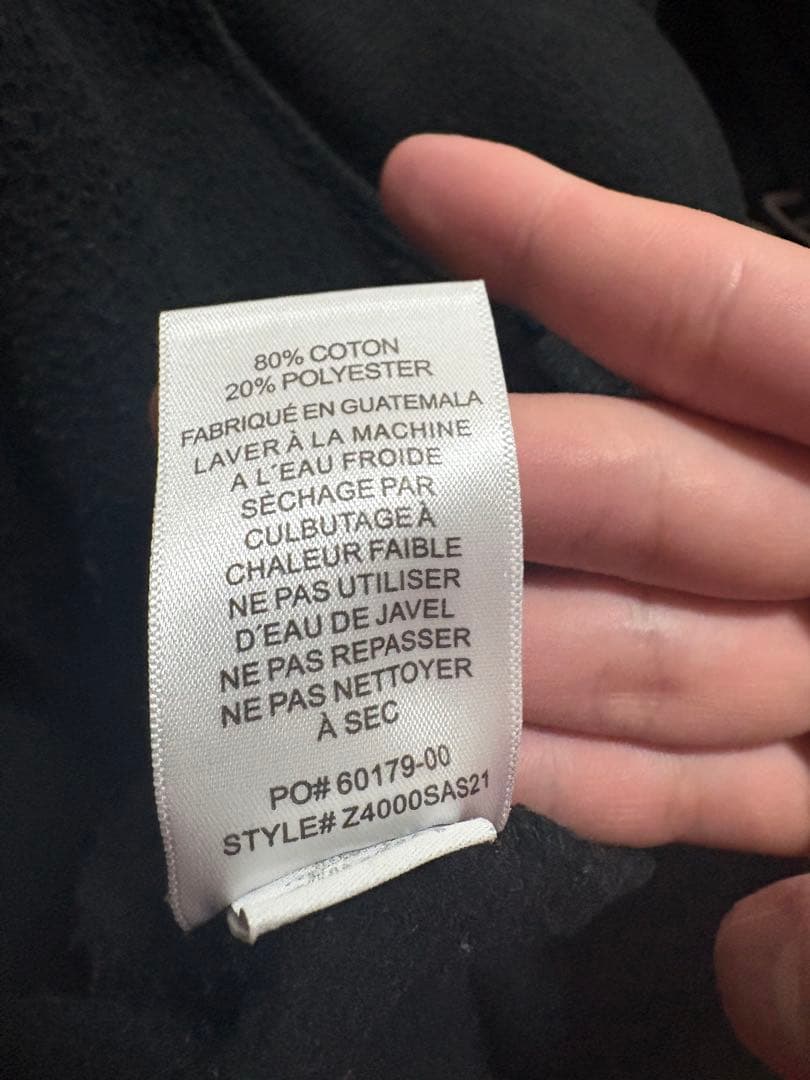 80% COTON
20% POLYESTER
FABRIQUÉ EN GUATEMALA
LAVER À LA MACHINE
A L´EAU FROIDE
SÈCHAGE PAR
CULBUTAGE À
CHALEUR FAIBLE
NE PAS UTILISER
D´EAU DE JAVEL
NE PAS REPASSER
NE PAS NETTOYER
À SEC
PO# 60179-00
STYLE# Z4000SAS21